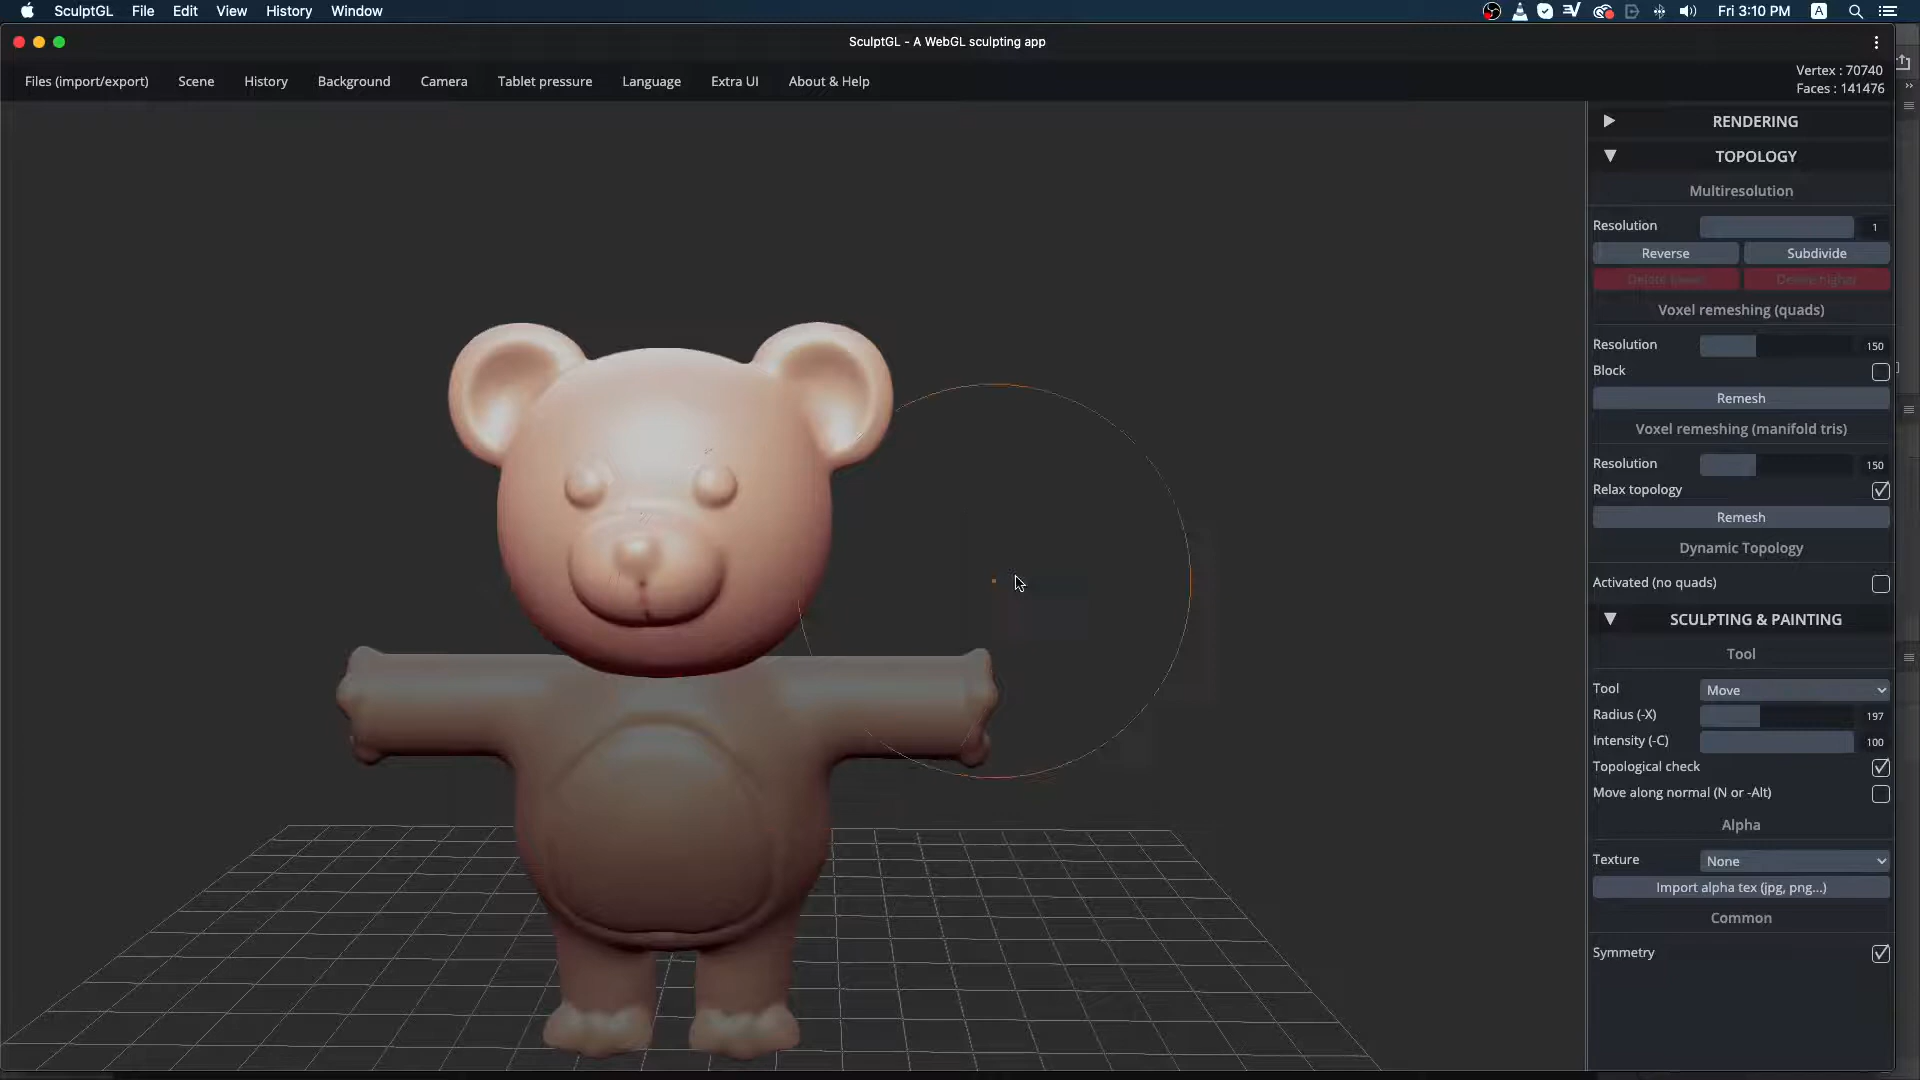 SculptGL File Edit View History Window Fri 3:10 PM A
SculptGL - A WebGL sculpting app
Files (import/export) Scene History Background Camera Tablet pressure Language Extra UI About & Help
Vertex : 70740
Faces : 141476
RENDERING
TOPOLOGY
Multiresolution
Resolution 1
Reverse Subdivide
Delete lower Delete higher
Voxel remeshing (quads)
Resolution 150
Block
Remesh
Voxel remeshing (manifold tris)
Resolution 150
Relax topology
Remesh
Dynamic Topology
Activated (no quads)
SCULPTING & PAINTING
Tool
Tool Move
Radius (-X) 197
Intensity (-C) 100
Topological check
Move along normal (N or -Alt)
Alpha
Texture None
Import alpha tex (jpg, png...)
Common
Symmetry